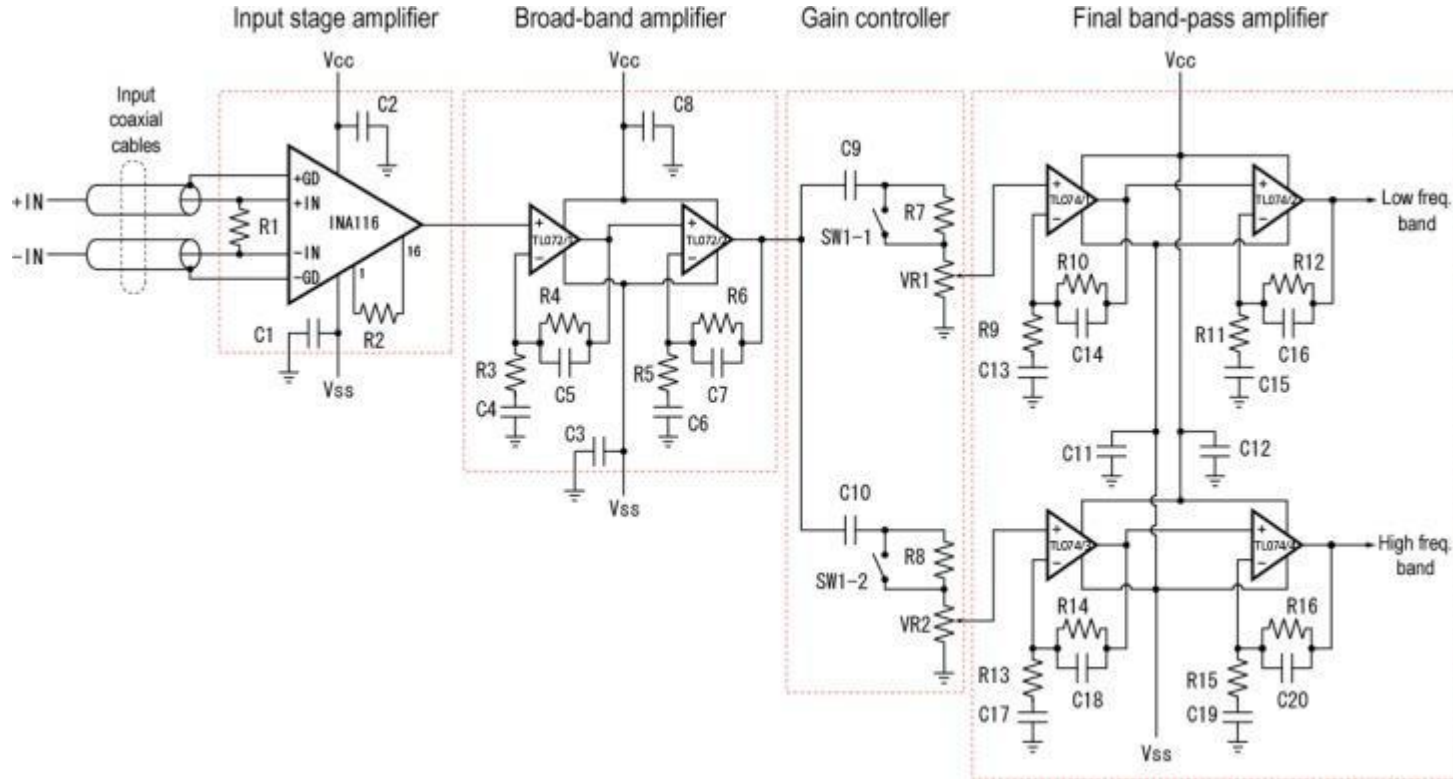 Input stage amplifier
Broad-band amplifier
Gain controller
Final band-pass amplifier
Vcc
Vcc
Vcc
Input
coaxial
cables
C2
C8
C9
+GD
+IN
+IN
R1
INA116
-IN
-IN
-GD
1
16
R2
C1
Vss
+
TL072/1
-
+
TL072/2
-
R4
R6
R3
C5
R5
C7
C4
C6
C3
Vss
SW1-1
R7
VR1
+
TL074/1
-
+
TL074/2
-
Low freq.
band
R10
R12
R9
R11
C14
C16
C13
C15
C11
C12
C10
SW1-2
R8
VR2
+
TL074/3
-
+
TL074/4
-
High freq.
band
R14
R16
R13
R15
C18
C20
C17
C19
Vss